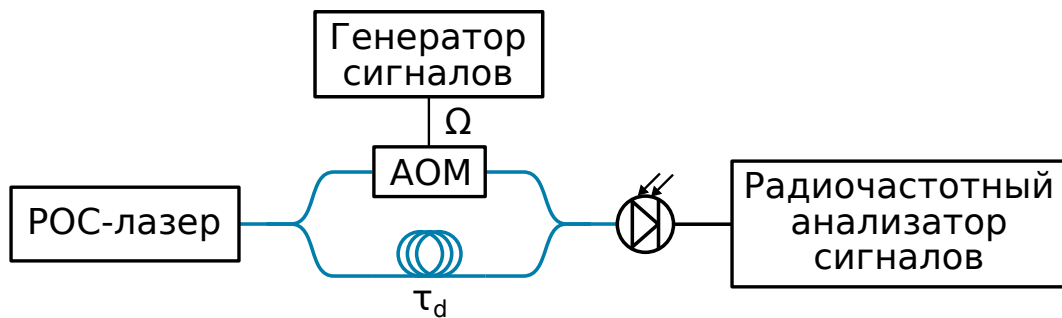 Генератор
сигналов
Ω
АОМ
РОС-лазер
τd
Радиочастотный
анализатор
сигналов